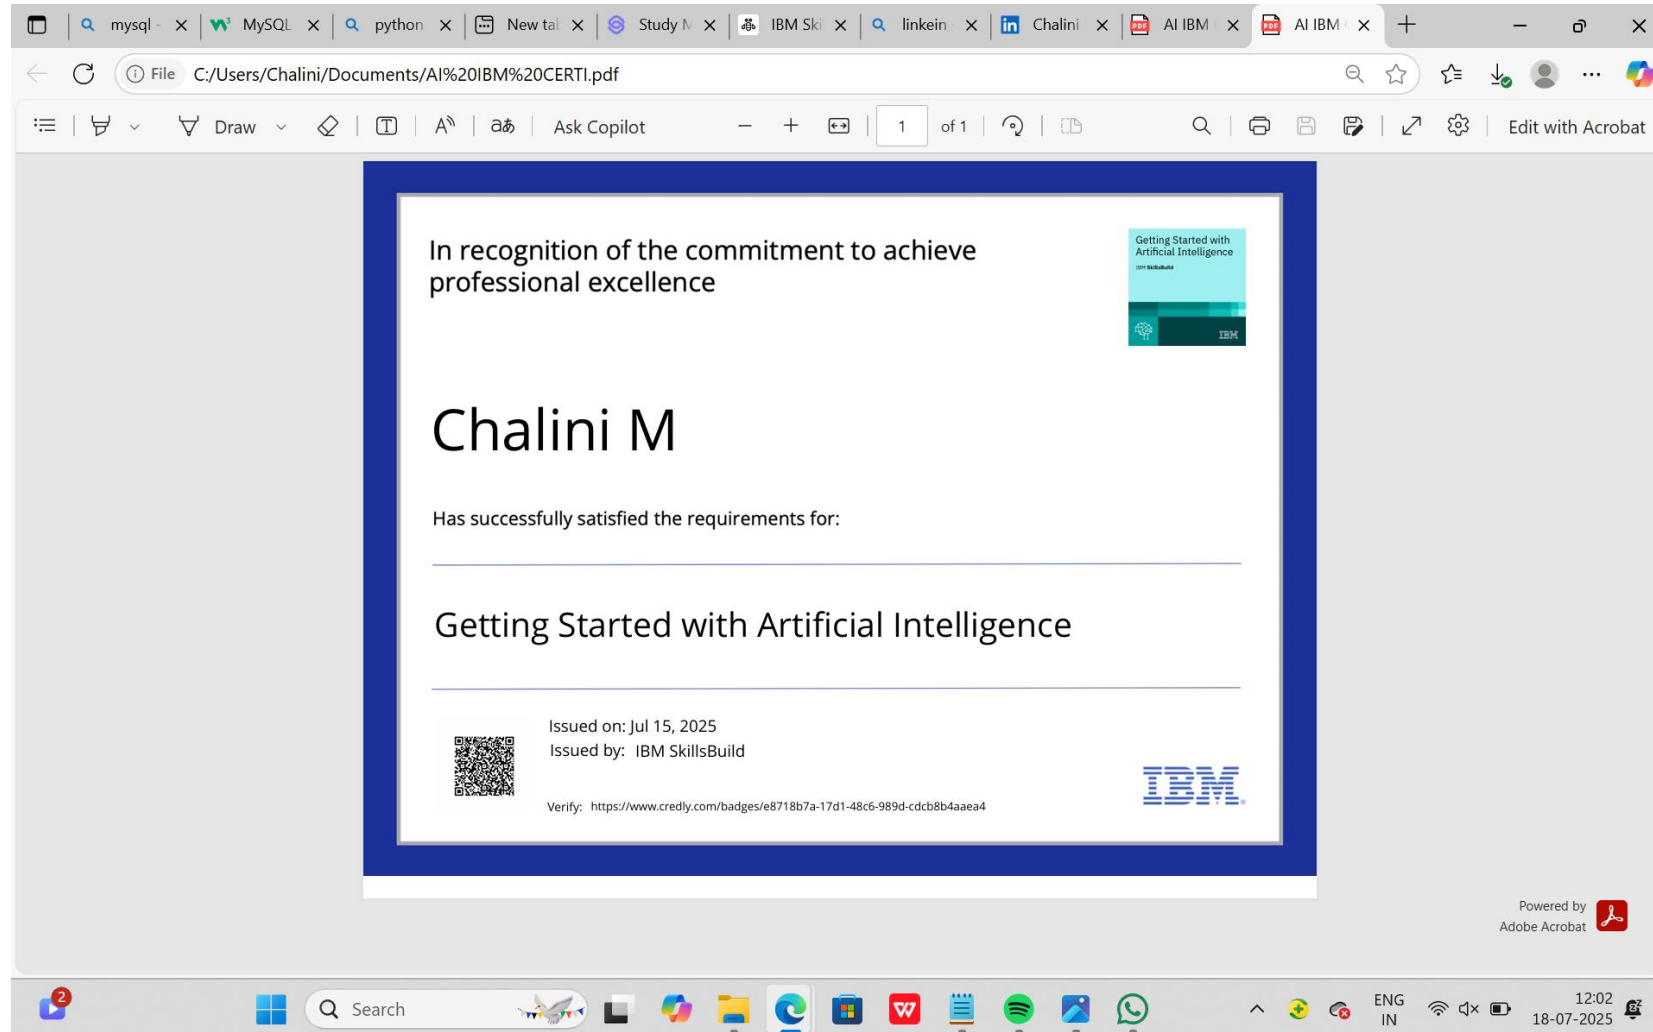 mysql -
MySQL
python
New tal
Study M
IBM Ski
linkein
Chalini
AI IBM
AI IBM
File
C:/Users/Chalini/Documents/AI%20IBM%20CERTI.pdf
Draw
aあ
Ask Copilot
1
of 1
Edit with Acrobat
In recognition of the commitment to achieve
professional excellence
Getting Started with
Artificial Intelligence
IBM SkillsBuild
IBM
Chalini M
Has successfully satisfied the requirements for:
Getting Started with Artificial Intelligence
Issued on: Jul 15, 2025
Issued by: IBM SkillsBuild
Verify: https://www.credly.com/badges/e8718b7a-17d1-48c6-989d-cdcb8b4aaea4
IBM
Powered by
Adobe Acrobat
2
Search
ENG
IN
12:02
18-07-2025